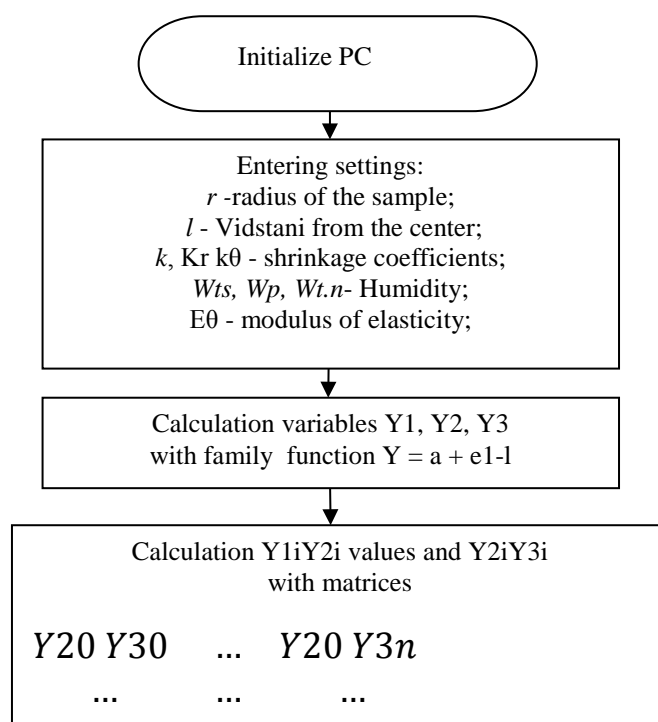 Initialize PC
Entering settings:
r -radius of the sample;
l - Vidstani from the center;
k, Kr kθ - shrinkage coefficients;
Wts, Wp, Wt.n- Humidity;
Eθ - modulus of elasticity;
Calculation variables Y1, Y2, Y3
with family function Y = a + e1-l
Calculation Y1iY2i values and Y2iY3i
with matrices
Y20 Y30 ... Y20 Y3n
... ... ...